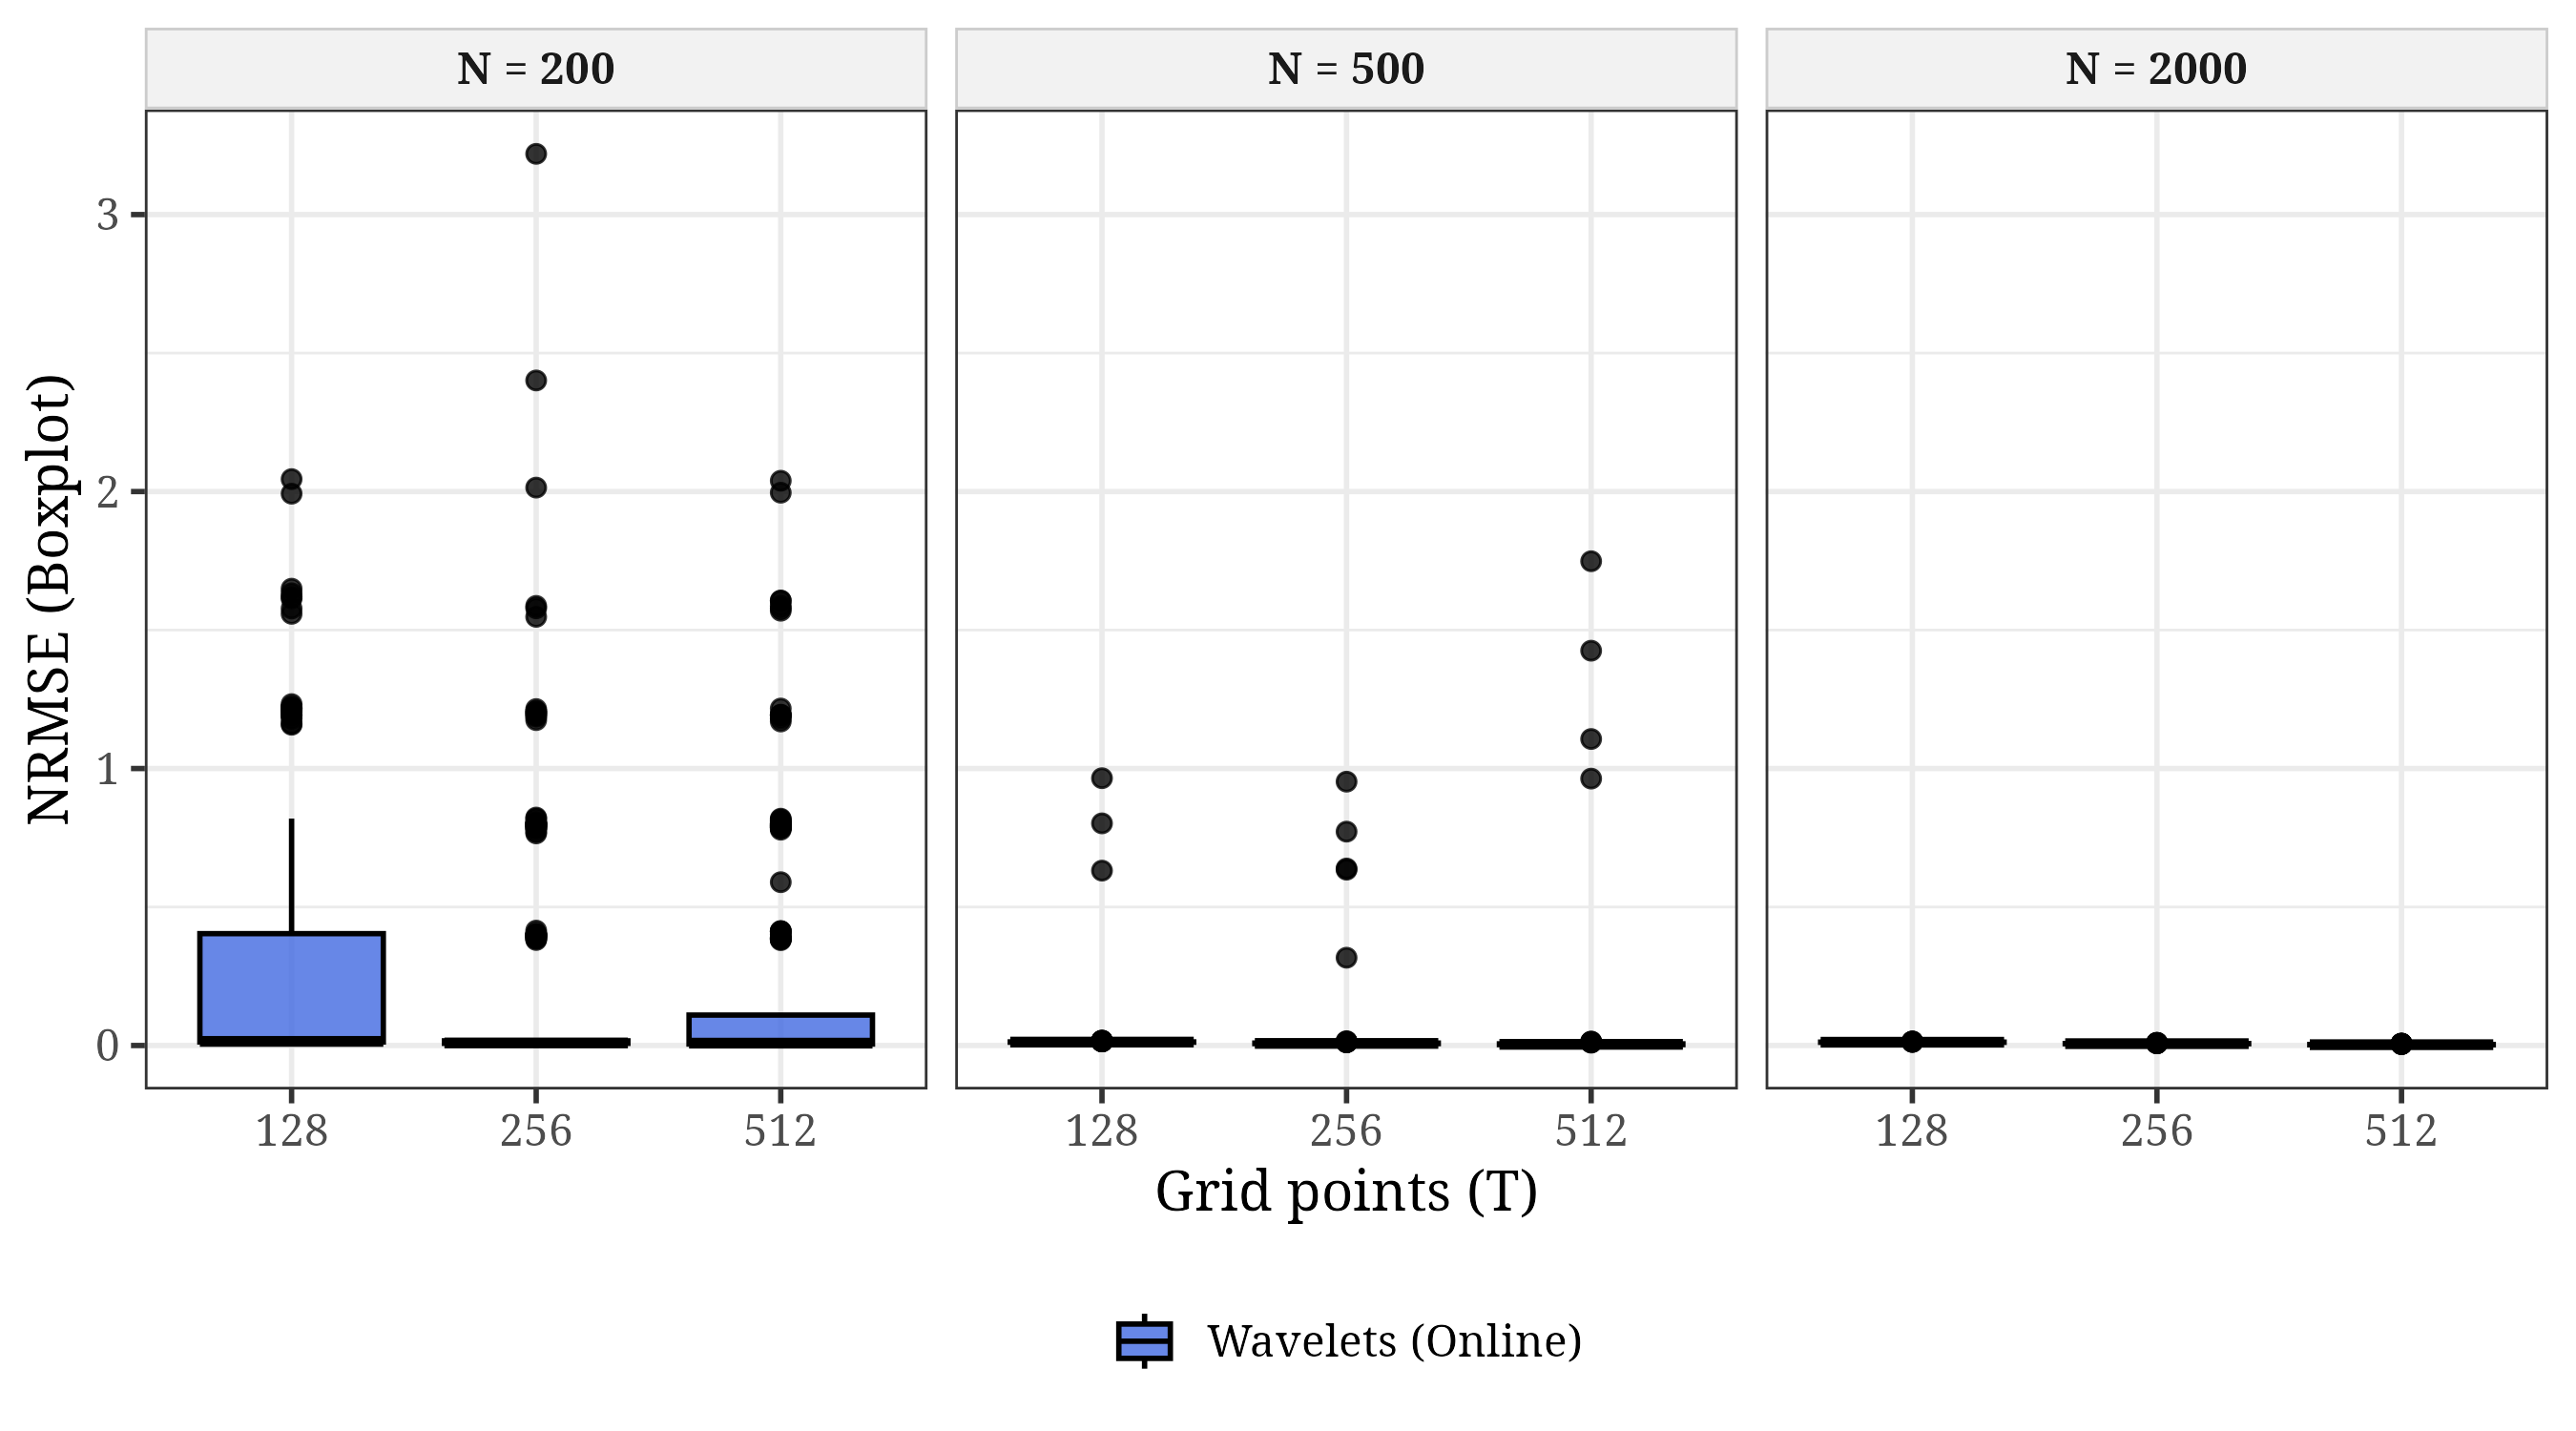 N = 200
N = 500
N = 2000
NRMSE (Boxplot)
3
2
1
0
128 256 512
128 256 512
128 256 512
Grid points (T)
Wavelets (Online)